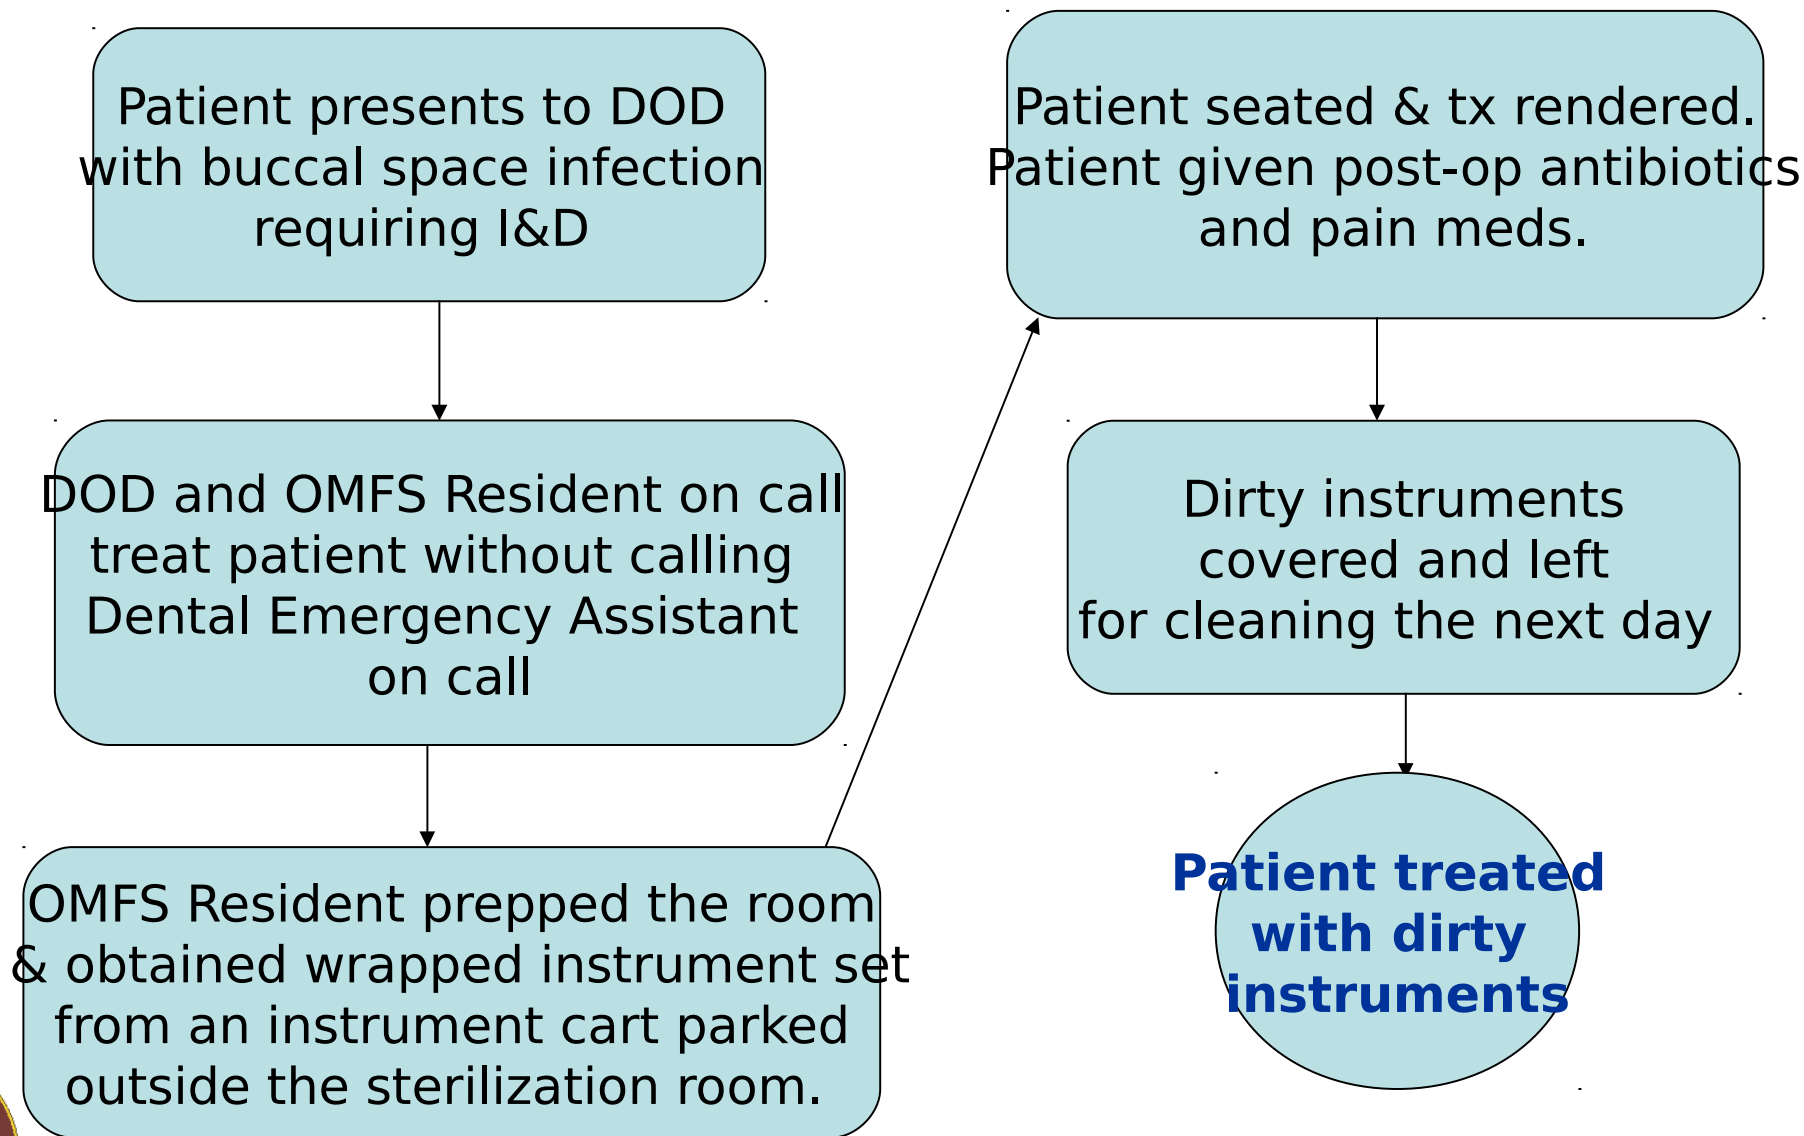 Patient presents to DOD
with buccal space infection
requiring I&D
DOD and OMFS Resident on call
treat patient without calling
Dental Emergency Assistant
on call
OMFS Resident prepped the room
& obtained wrapped instrument set
from an instrument cart parked
outside the sterilization room.
Patient seated & tx rendered.
Patient given post-op antibiotics
and pain meds.
Dirty instruments
covered and left
for cleaning the next day
Patient treated
with dirty
instruments